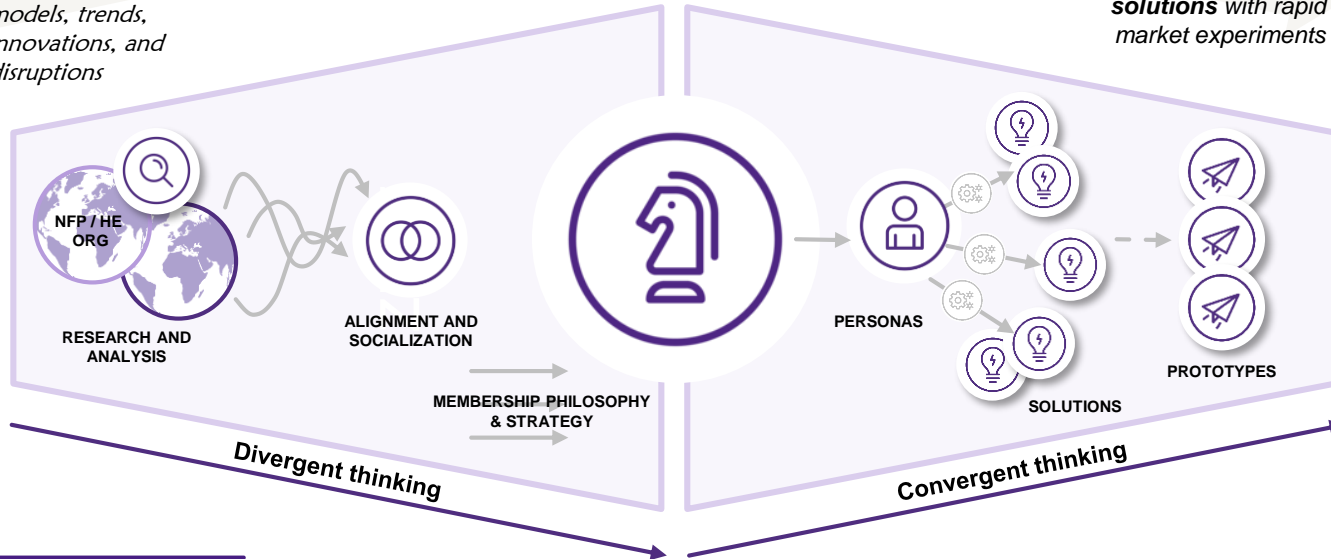 models, trends,
innovations, and
disruptions
solutions with rapid
market experiments
NFP / HE
ORG
RESEARCH AND
ANALYSIS
ALIGNMENT AND
SOCIALIZATION
MEMBERSHIP PHILOSOPHY
& STRATEGY
PERSONAS
SOLUTIONS
PROTOTYPES
Divergent thinking
Convergent thinking